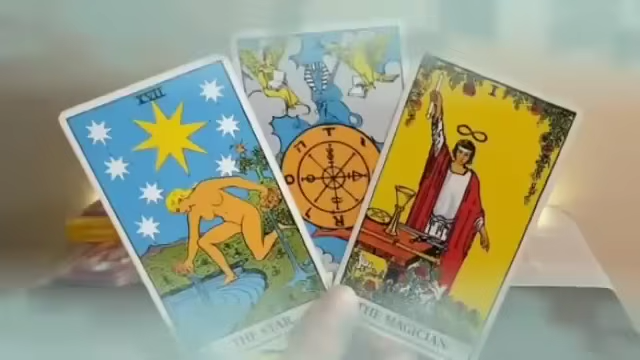 XVII
I
T
A
R
O
THE STAR
THE MAGICIAN.